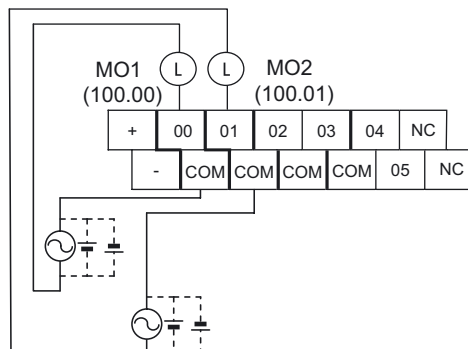 L L
MO1 MO2
(100.00) (100.01)
+ 00 01 02 03 04 NC
- COM COM COM COM 05 NC